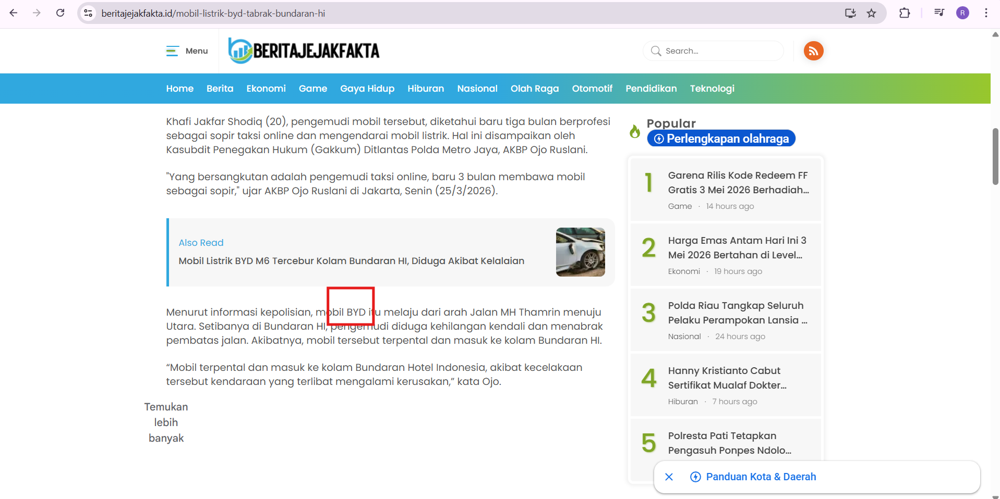 beritajejakfakta.id/mobil-listrik-byd-tabrak-bundaran-hi
R
Menu
BERITAJEJAKFAKTA
Search...
Home Berita Ekonomi Game Gaya Hidup Hiburan Nasional Olah Raga Otomotif Pendidikan Teknologi
Khafi Jakfar Shodiq (20), pengemudi mobil tersebut, diketahui baru tiga bulan berprofesi
sebagai sopir taksi online dan mengendarai mobil listrik. Hal ini disampaikan oleh
Kasubdit Penegakan Hukum (Gakkum) Ditlantas Polda Metro Jaya, AKBP Ojo Ruslani.
"Yang bersangkutan adalah pengemudi taksi online, baru 3 bulan membawa mobil
sebagai sopir," ujar AKBP Ojo Ruslani di Jakarta, Senin (25/3/2026).
Also Read
Mobil Listrik BYD M6 Tercebur Kolam Bundaran HI, Diduga Akibat Kelalaian
Menurut informasi kepolisian, mobil BYD itu melaju dari arah Jalan MH Thamrin menuju
Utara. Setibanya di Bundaran HI, pengemudi diduga kehilangan kendali dan menabrak
pembatas jalan. Akibatnya, mobil tersebut terpental dan masuk ke kolam Bundaran HI.
“Mobil terpental dan masuk ke kolam Bundaran Hotel Indonesia, akibat kecelakaan
tersebut kendaraan yang terlibat mengalami kerusakan,” kata Ojo.
Temukan
lebih
banyak
Popular
Perlengkapan olahraga
1
Garena Rilis Kode Redeem FF
Gratis 3 Mei 2026 Berhadiah...
Game · 14 hours ago
2
Harga Emas Antam Hari Ini 3
Mei 2026 Bertahan di Level...
Ekonomi · 19 hours ago
3
Polda Riau Tangkap Seluruh
Pelaku Perampokan Lansia ...
Nasional · 24 hours ago
4
Hanny Kristianto Cabut
Sertifikat Mualaf Dokter...
Hiburan · 7 hours ago
5
Polresta Pati Tetapkan
Pengasuh Ponpes Ndolo...
Panduan Kota & Daerah